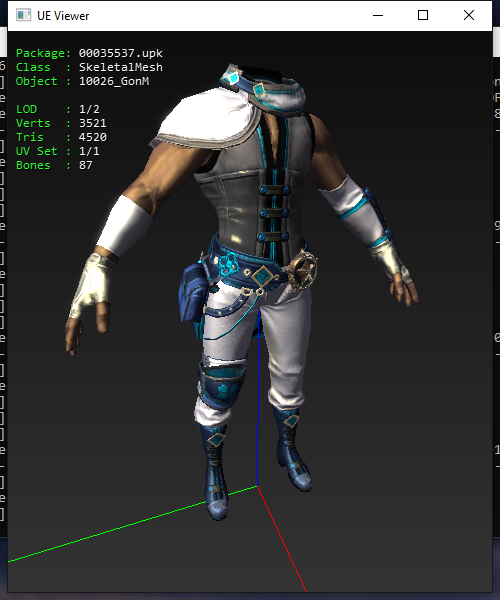 UE Viewer
Package: 00035537.upk
Class : SkeletalMesh
Object : 10026_GonM
LOD : 1/2
Verts : 3521
Tris : 4520
UV Set : 1/1
Bones : 87